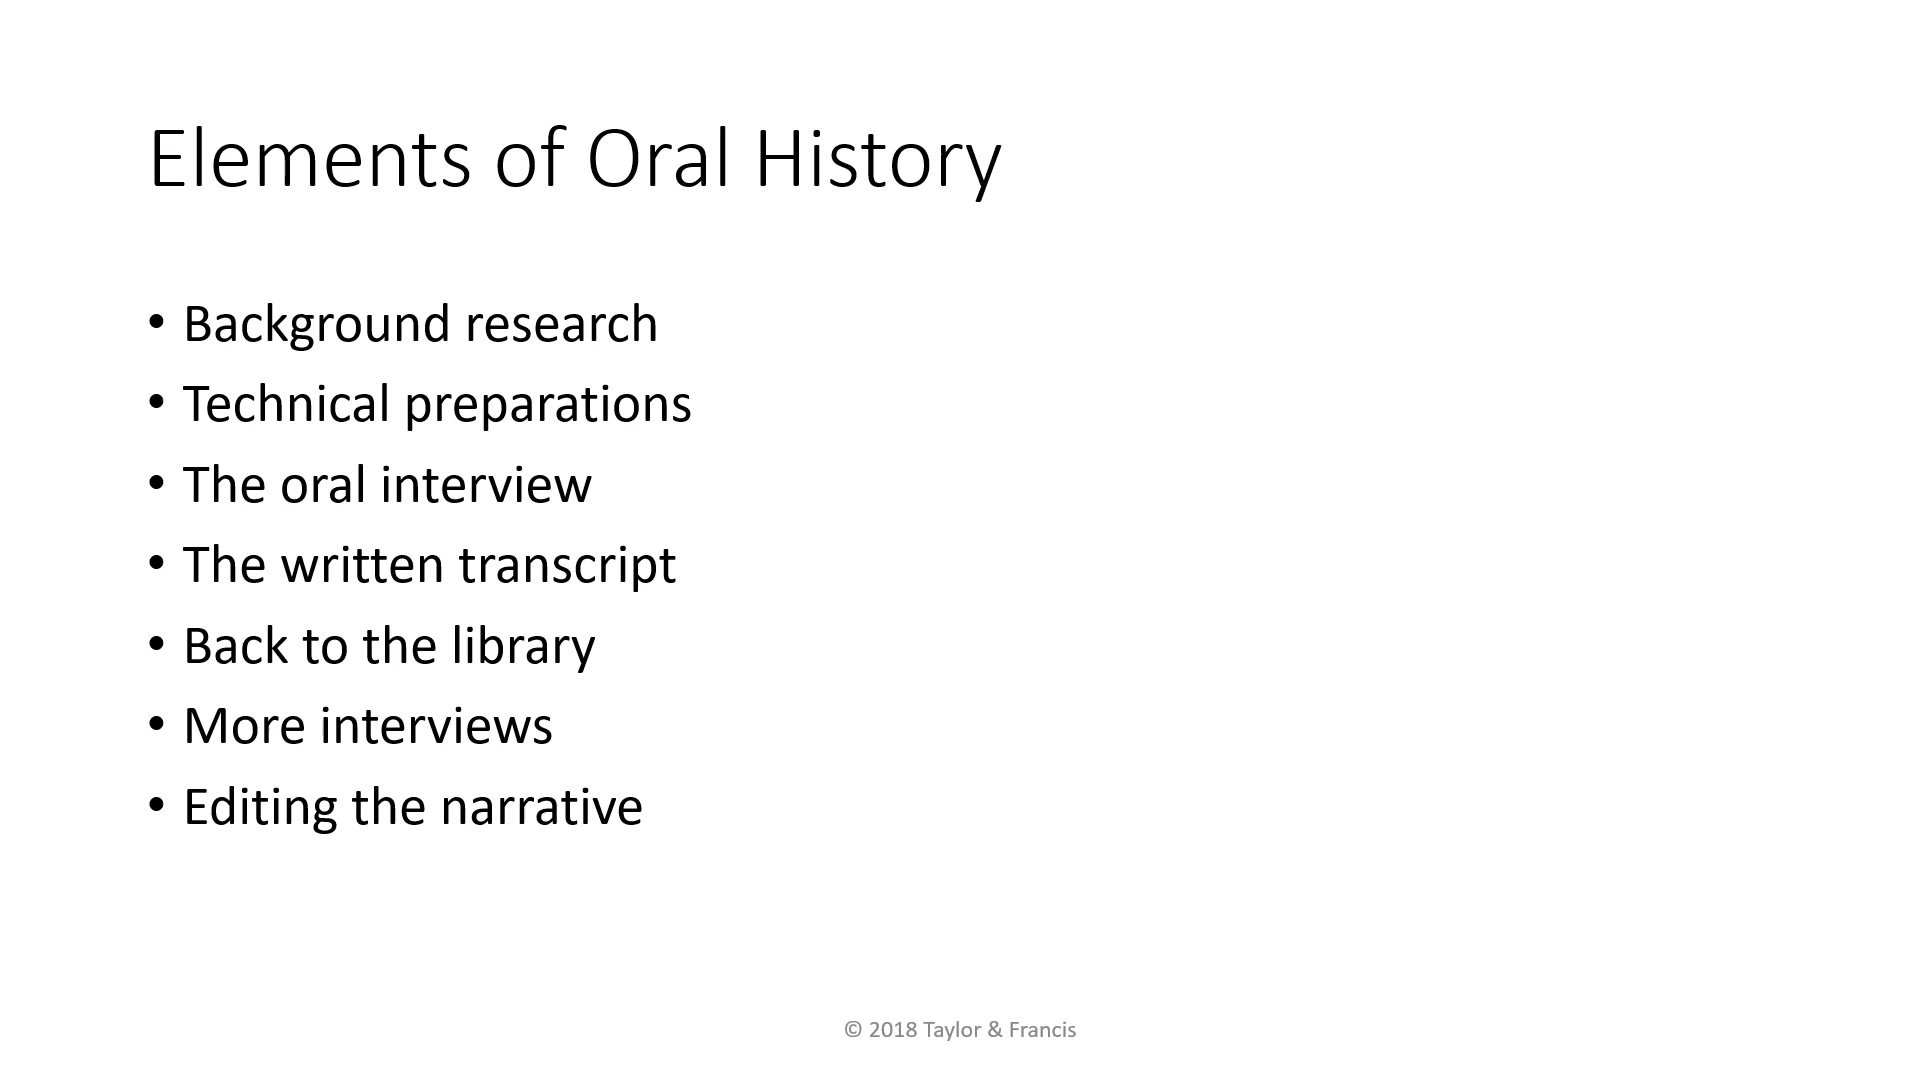 Elements of Oral History
• Background research
• Technical preparations
• The oral interview
• The written transcript
• Back to the library
• More interviews
• Editing the narrative
© 2018 Taylor & Francis